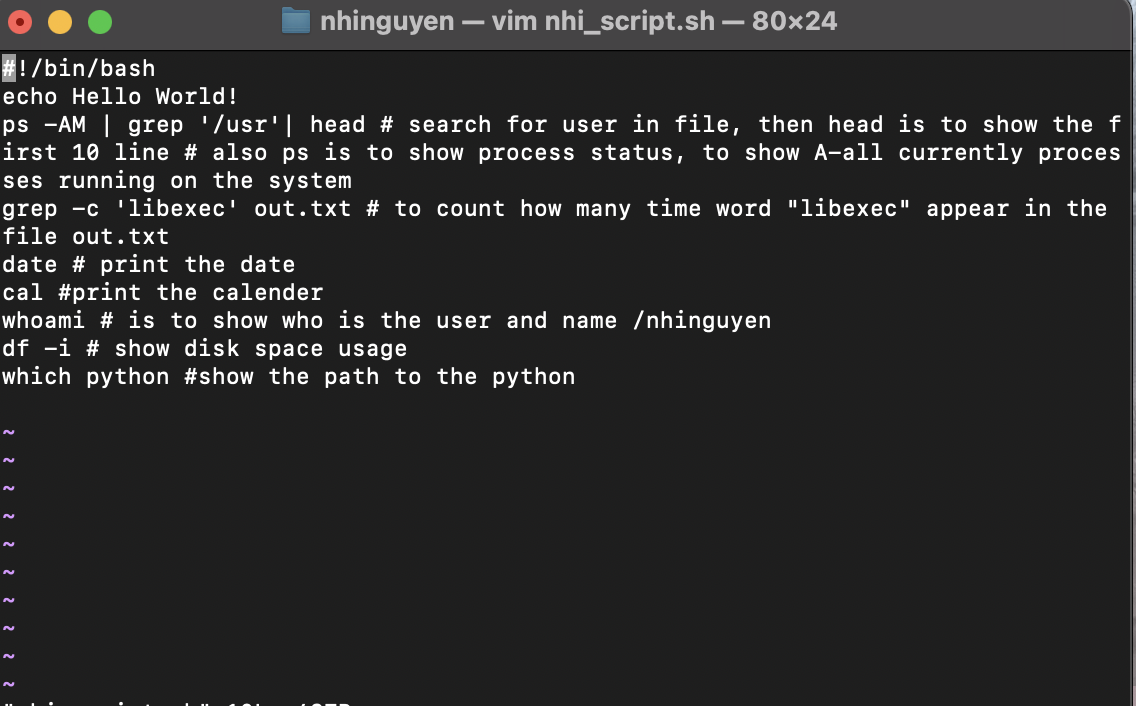 nhinguyen — vim nhi_script.sh — 80×24
#!/bin/bash
echo Hello World!
ps -AM | grep '/usr'| head # search for user in file, then head is to show the f
irst 10 line # also ps is to show process status, to show A-all currently proces
ses running on the system
grep -c 'libexec' out.txt # to count how many time word "libexec" appear in the
file out.txt
date # print the date
cal #print the calender
whoami # is to show who is the user and name /nhinguyen
df -i # show disk space usage
which python #show the path to the python
~
~
~
~
~
~
~
~
~
~